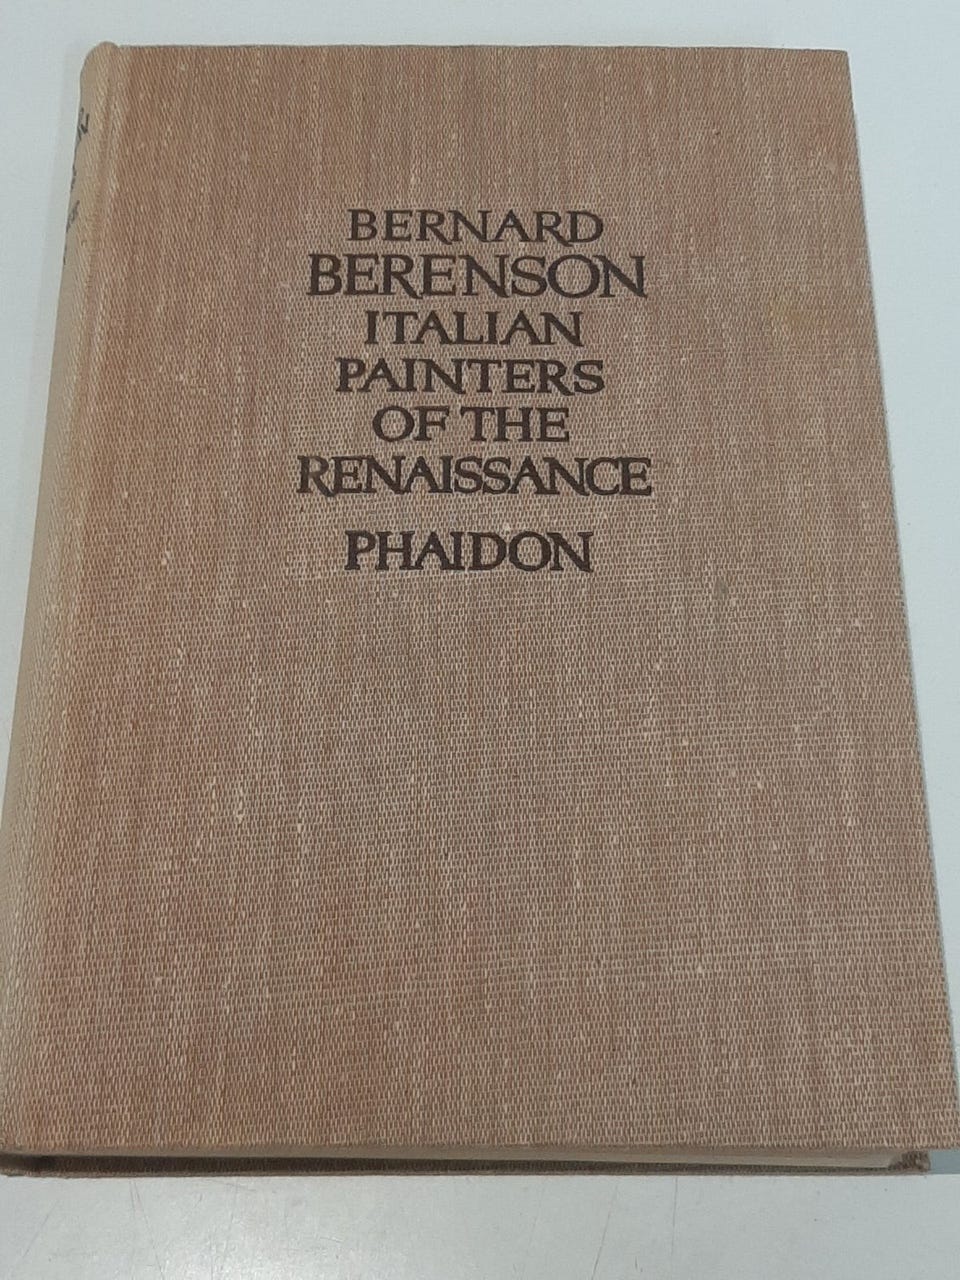 BERNARD
BERENSON
ITALIAN
PAINTERS
OF THE
RENAISSANCE
PHAIDON